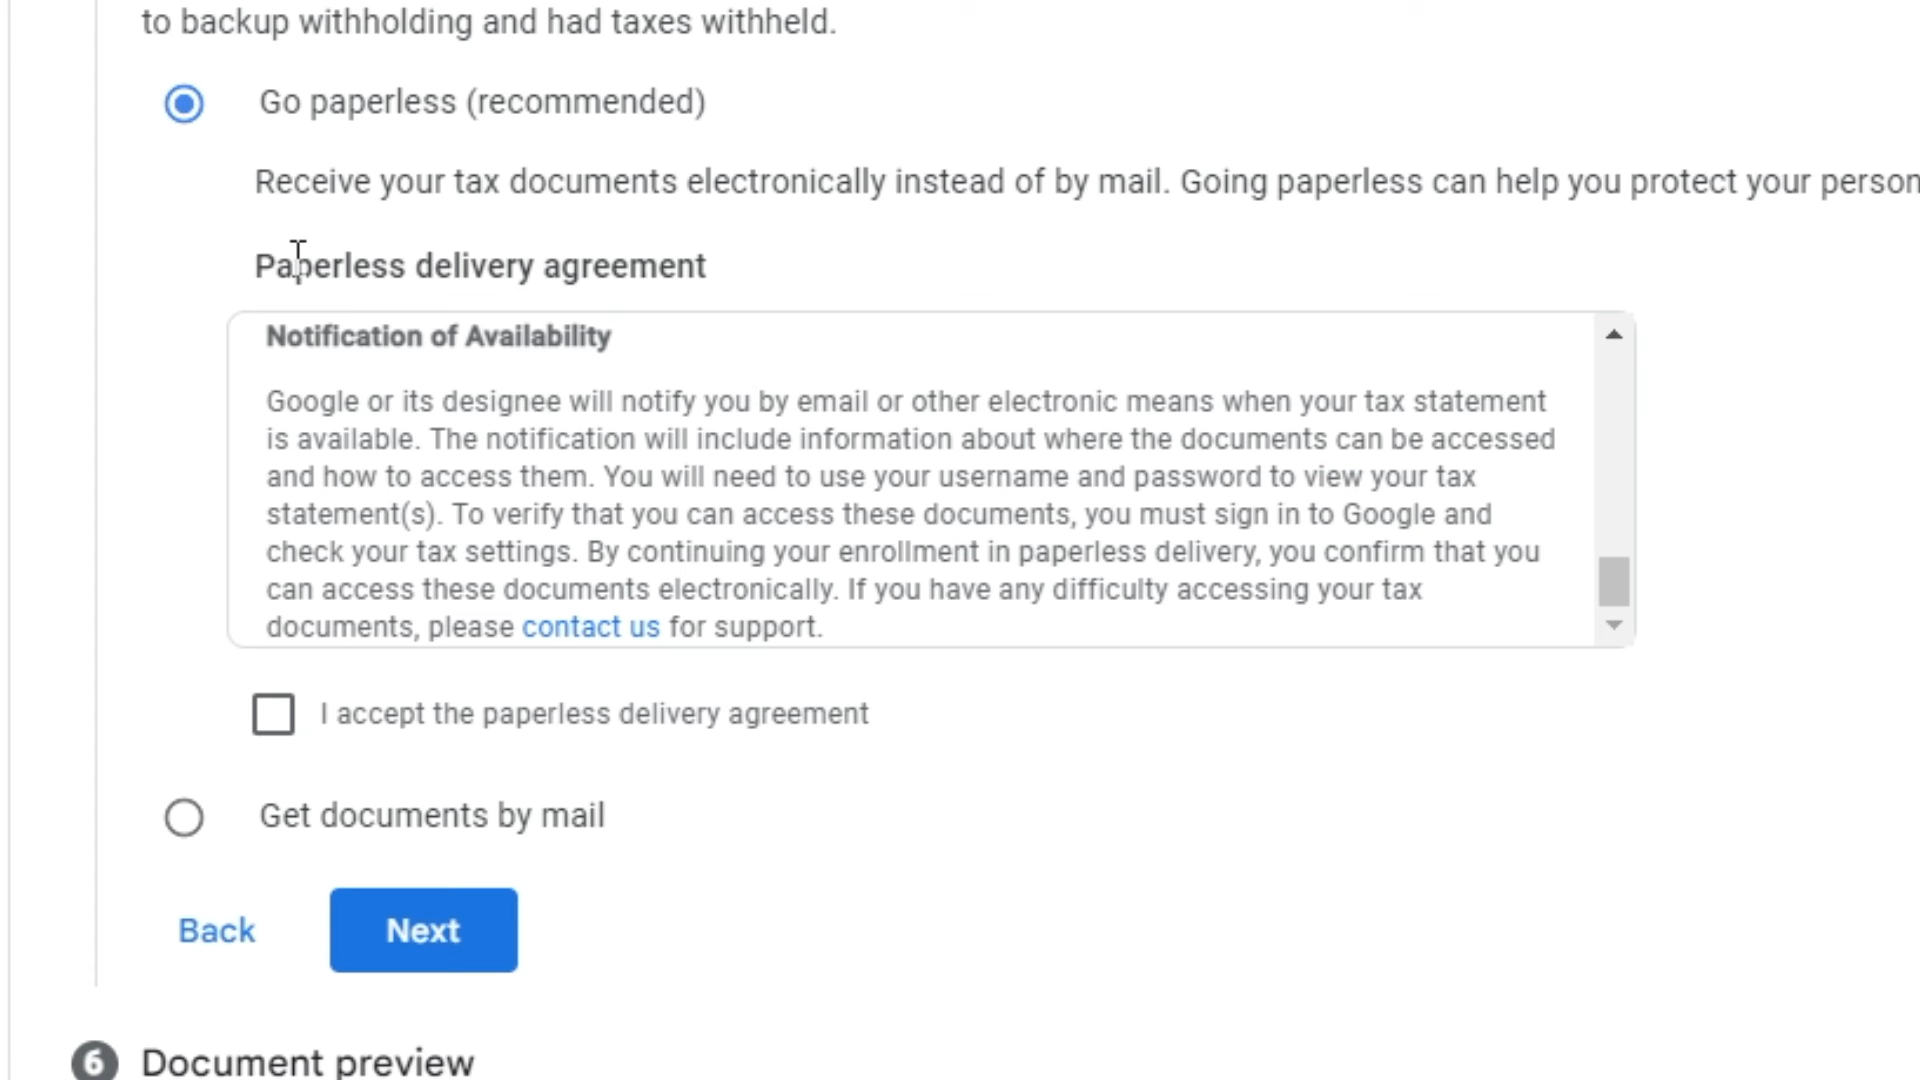 to backup withholding and had taxes withheld.
Go paperless (recommended)
Receive your tax documents electronically instead of by mail. Going paperless can help you protect your person
Paperless delivery agreement
Notification of Availability
Google or its designee will notify you by email or other electronic means when your tax statement
is available. The notification will include information about where the documents can be accessed
and how to access them. You will need to use your username and password to view your tax
statement(s). To verify that you can access these documents, you must sign in to Google and
check your tax settings. By continuing your enrollment in paperless delivery, you confirm that you
can access these documents electronically. If you have any difficulty accessing your tax
documents, please contact us for support.
I accept the paperless delivery agreement
Get documents by mail
Back Next
6 Document preview